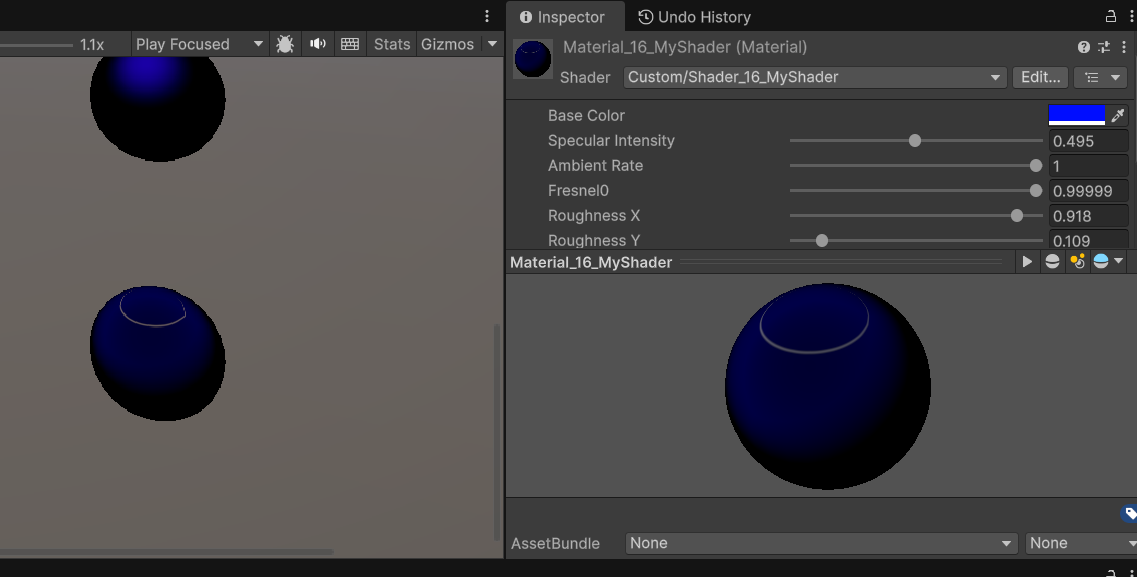 Inspector
Undo History
1.1x
Play Focused
Stats
Gizmos
Material_16_MyShader (Material)
Shader
Custom/Shader_16_MyShader
Edit...
Base Color
Specular Intensity
0.495
Ambient Rate
1
Fresnel0
0.99999
Roughness X
0.918
Roughness Y
0.109
Material_16_MyShader
AssetBundle
None
None